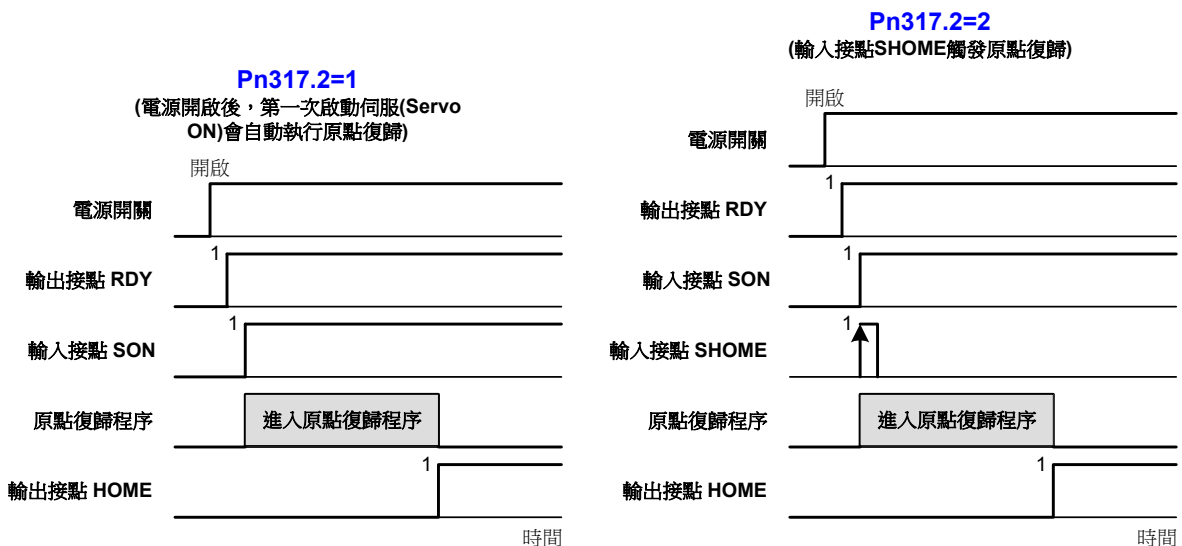 Pn317.2=1
(電源開啟後，第一次啟動伺服(Servo
ON)會自動執行原點復歸)
開啟
電源開關
1
輸出接點 RDY
1
輸入接點 SON
原點復歸程序
進入原點復歸程序
1
輸出接點 HOME
時間
Pn317.2=2
(輸入接點SHOME觸發原點復歸)
開啟
電源開關
1
輸出接點 RDY
1
輸入接點 SON
1
輸入接點 SHOME
原點復歸程序
進入原點復歸程序
1
輸出接點 HOME
時間